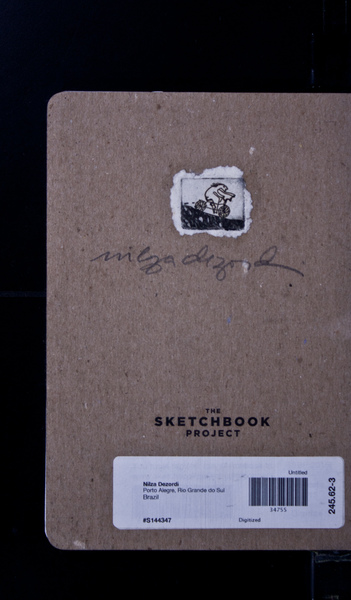 nilza dezordi
THE
SKETCHBOOK
PROJECT
Untitled
Nilza Dezordi
Porto Alegre, Rio Grande do Sul
Brazil
34755
#S144347
Digitized
245.62-3